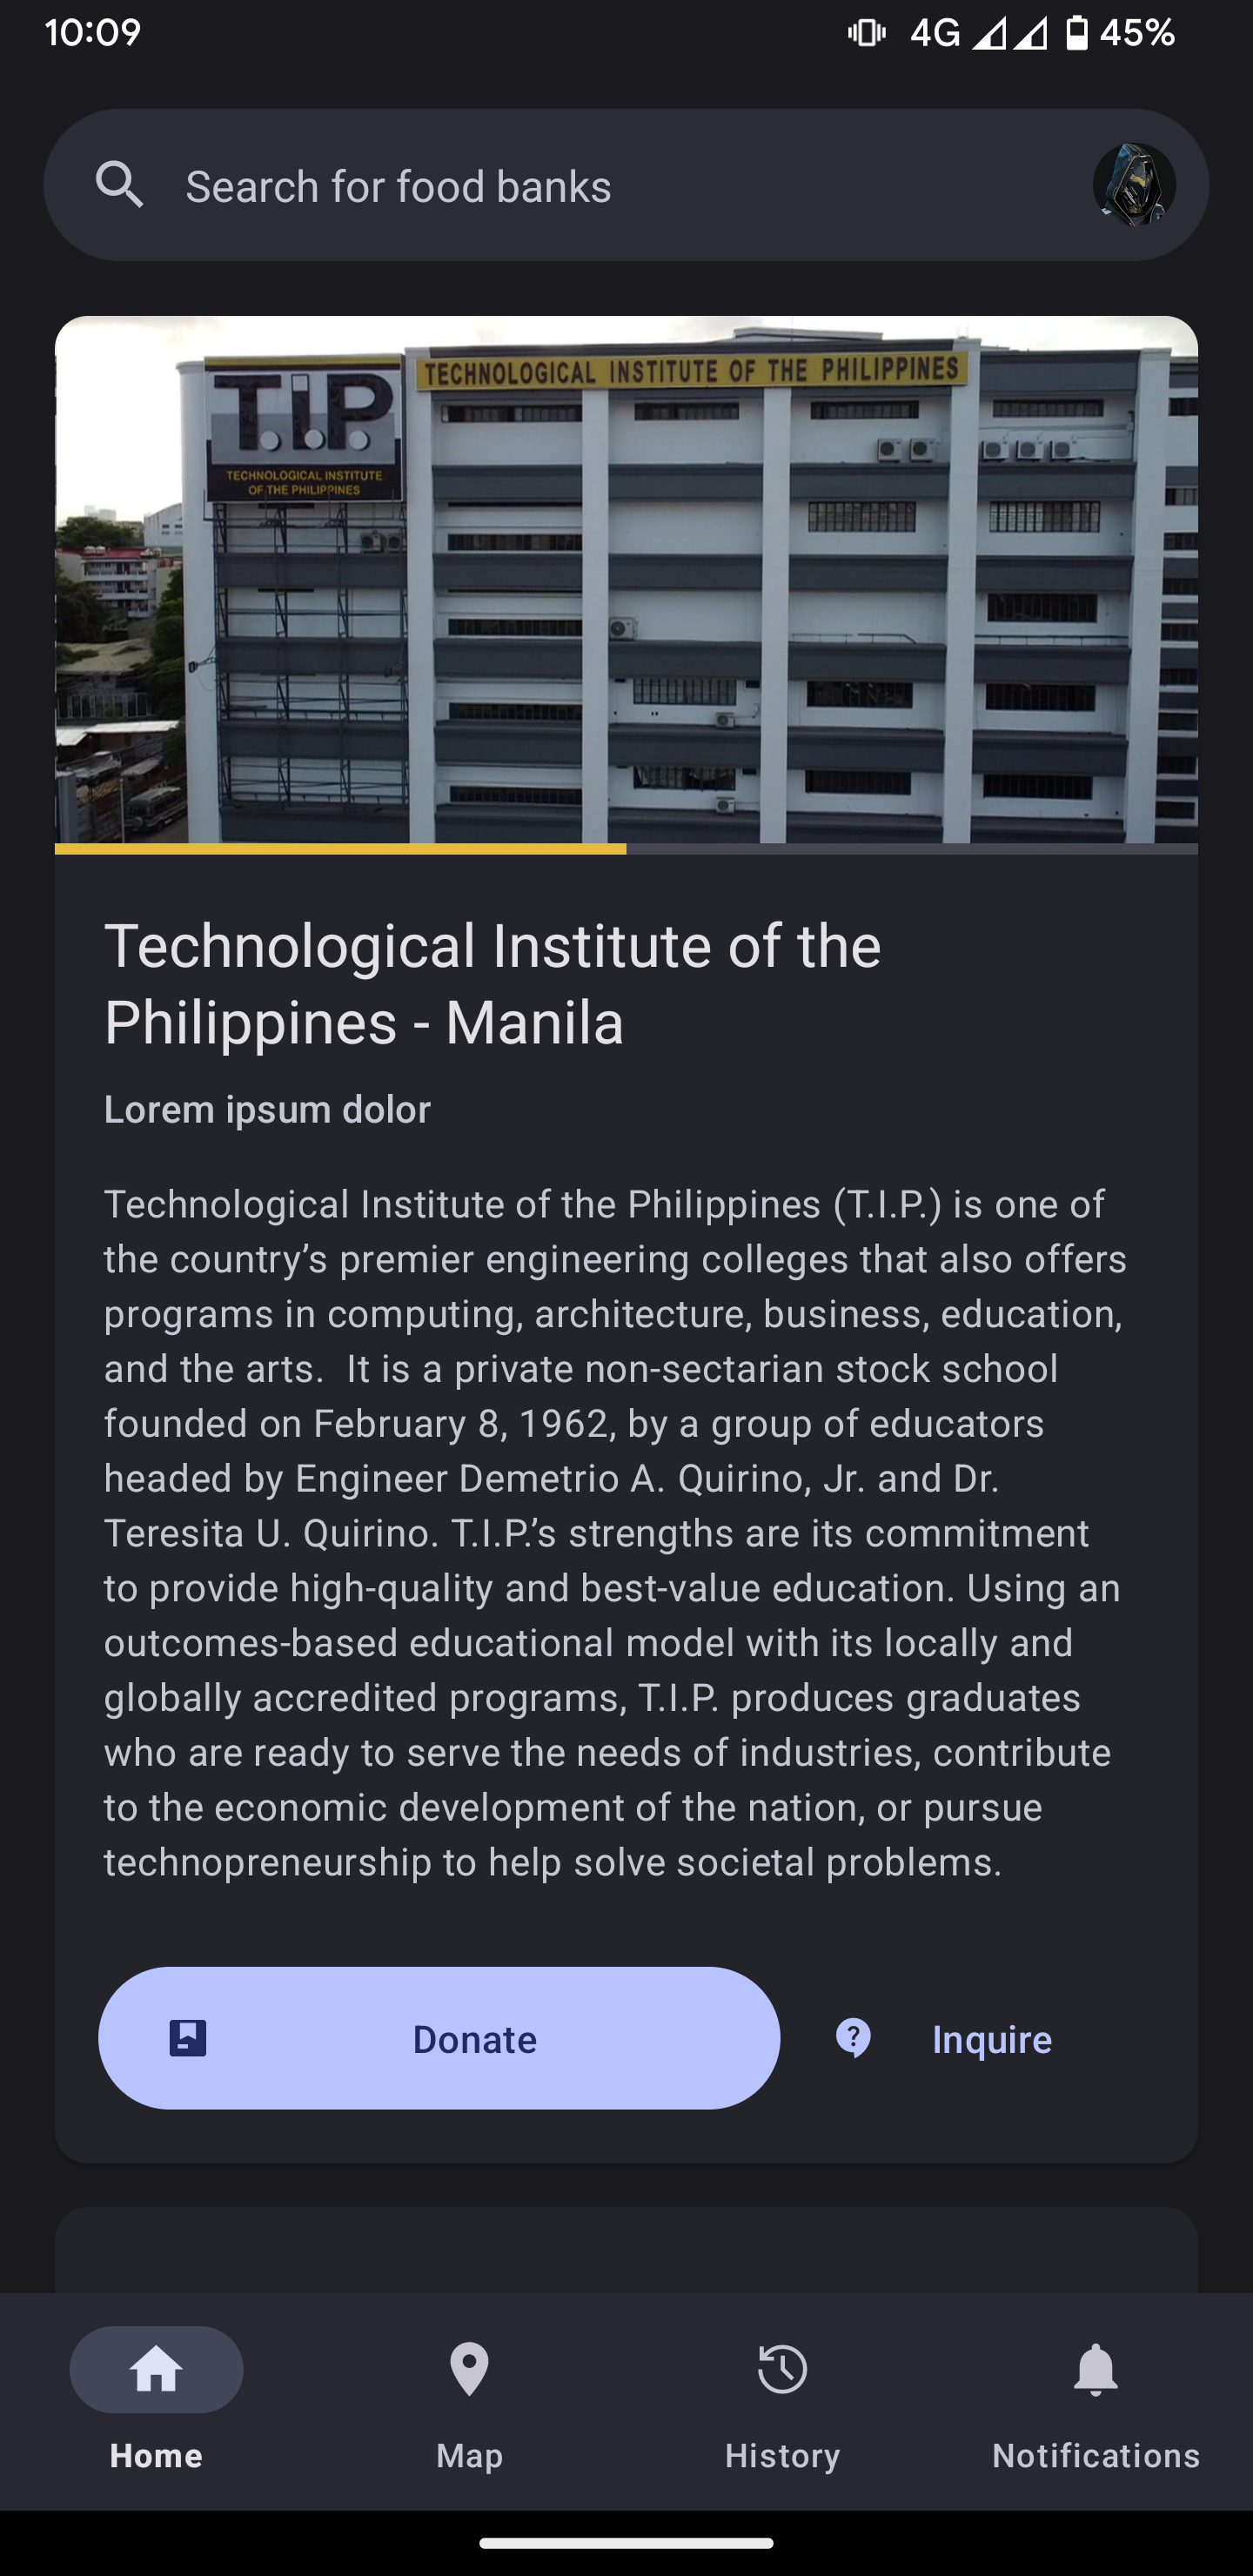 10:09
4G 45%
Search for food banks
T.I.P.
TECHNOLOGICAL INSTITUTE
OF THE PHILIPPINES
TECHNOLOGICAL INSTITUTE OF THE PHILIPPINES
Technological Institute of the
Philippines - Manila
Lorem ipsum dolor
Technological Institute of the Philippines (T.I.P.) is one of
the country’s premier engineering colleges that also offers
programs in computing, architecture, business, education,
and the arts.  It is a private non-sectarian stock school
founded on February 8, 1962, by a group of educators
headed by Engineer Demetrio A. Quirino, Jr. and Dr.
Teresita U. Quirino. T.I.P.’s strengths are its commitment
to provide high-quality and best-value education. Using an
outcomes-based educational model with its locally and
globally accredited programs, T.I.P. produces graduates
who are ready to serve the needs of industries, contribute
to the economic development of the nation, or pursue
technopreneurship to help solve societal problems.
Donate
Inquire
Home
Map
History
Notifications